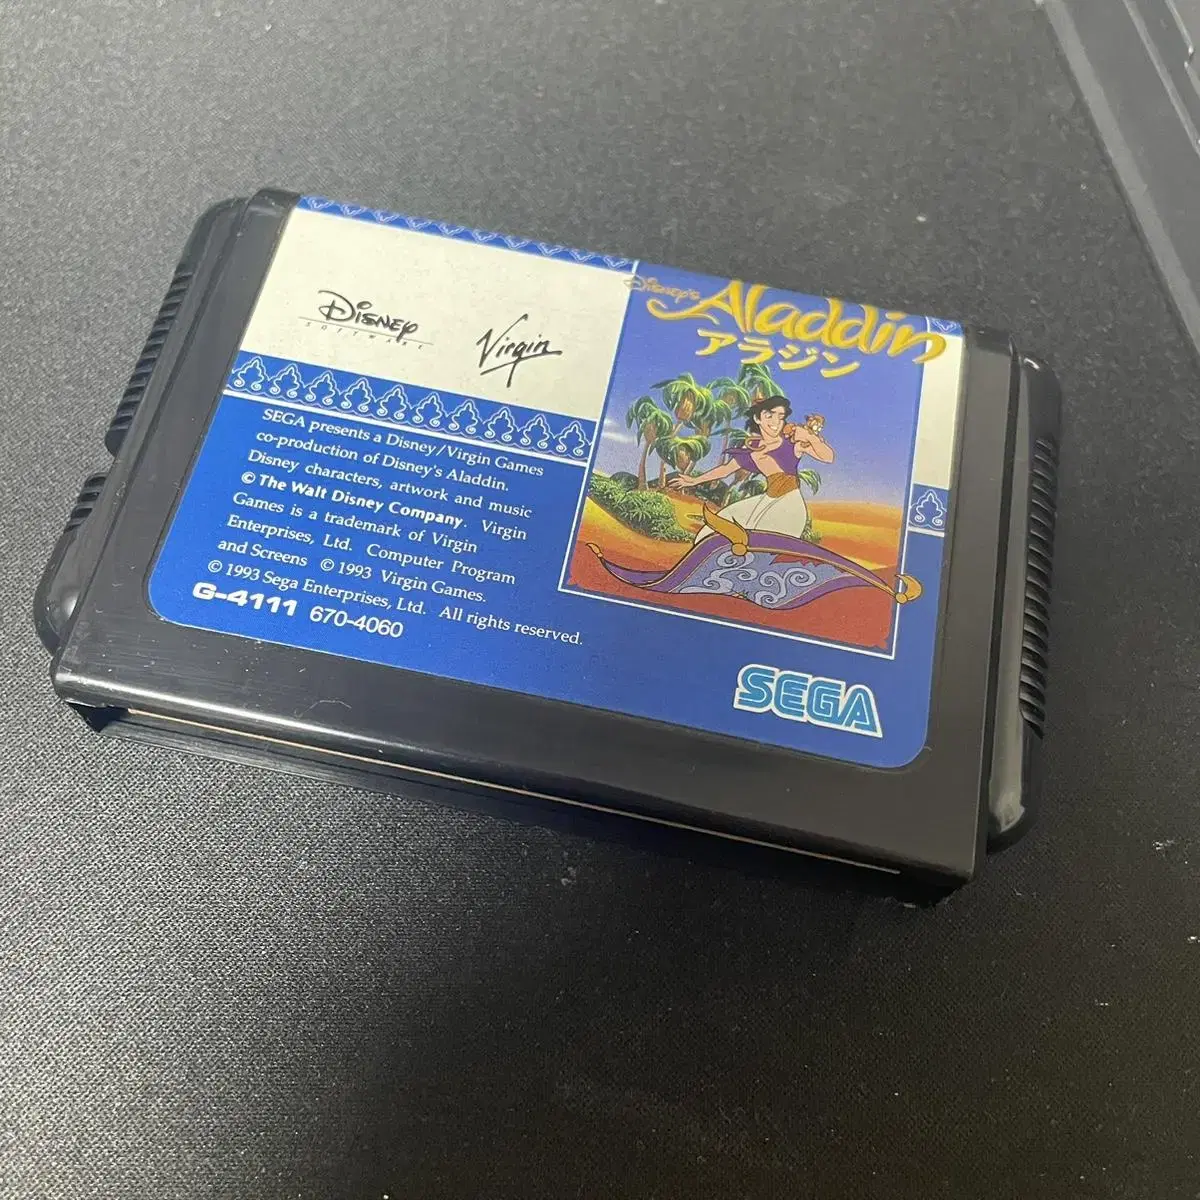 Disney
SOFTWARE
Virgin
SEGA presents a Disney/Virgin Games
co-production of Disney's Aladdin.
Disney characters, artwork and music
© The Walt Disney Company. Virgin
Games is a trademark of Virgin
Enterprises, Ltd. Computer Program
and Screens © 1993 Virgin Games.
© 1993 Sega Enterprises, Ltd. All rights reserved.
G-4111 670-4060
Disney's
Aladdin
アラジン
SEGA